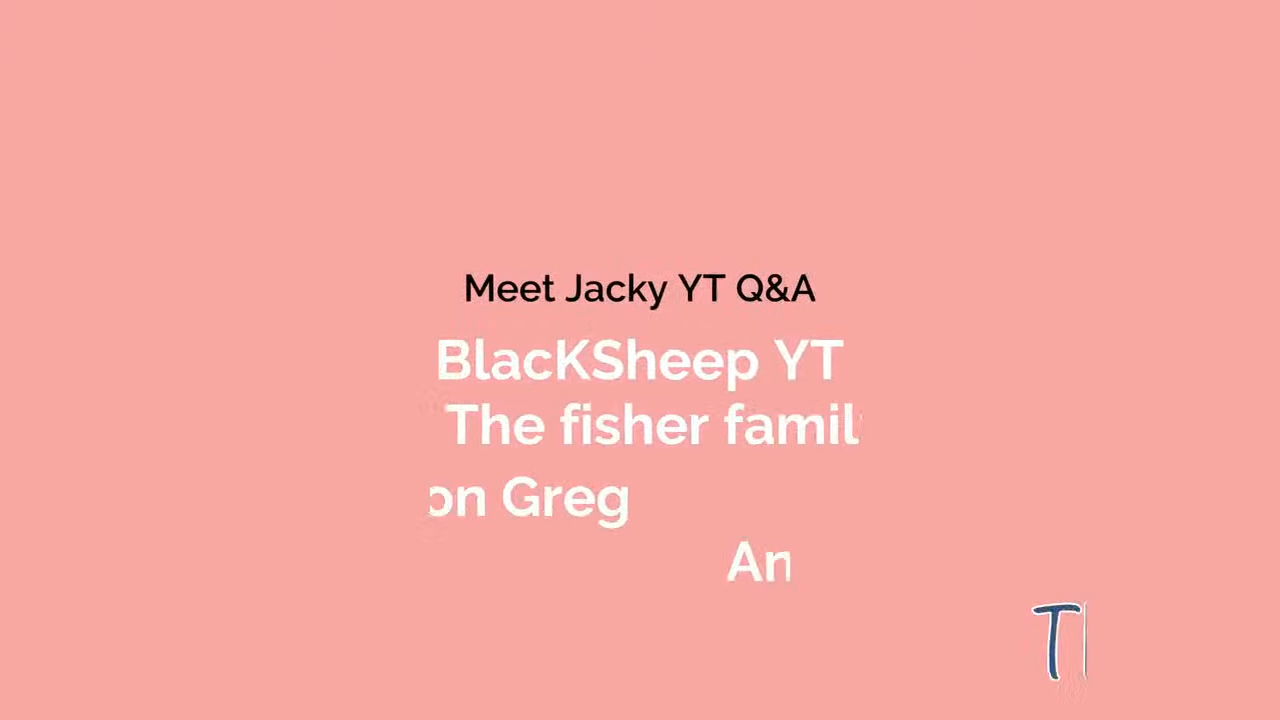 Meet Jacky YT Q&A
BlacKSheep YT
The fisher famil
on Greg
An
T